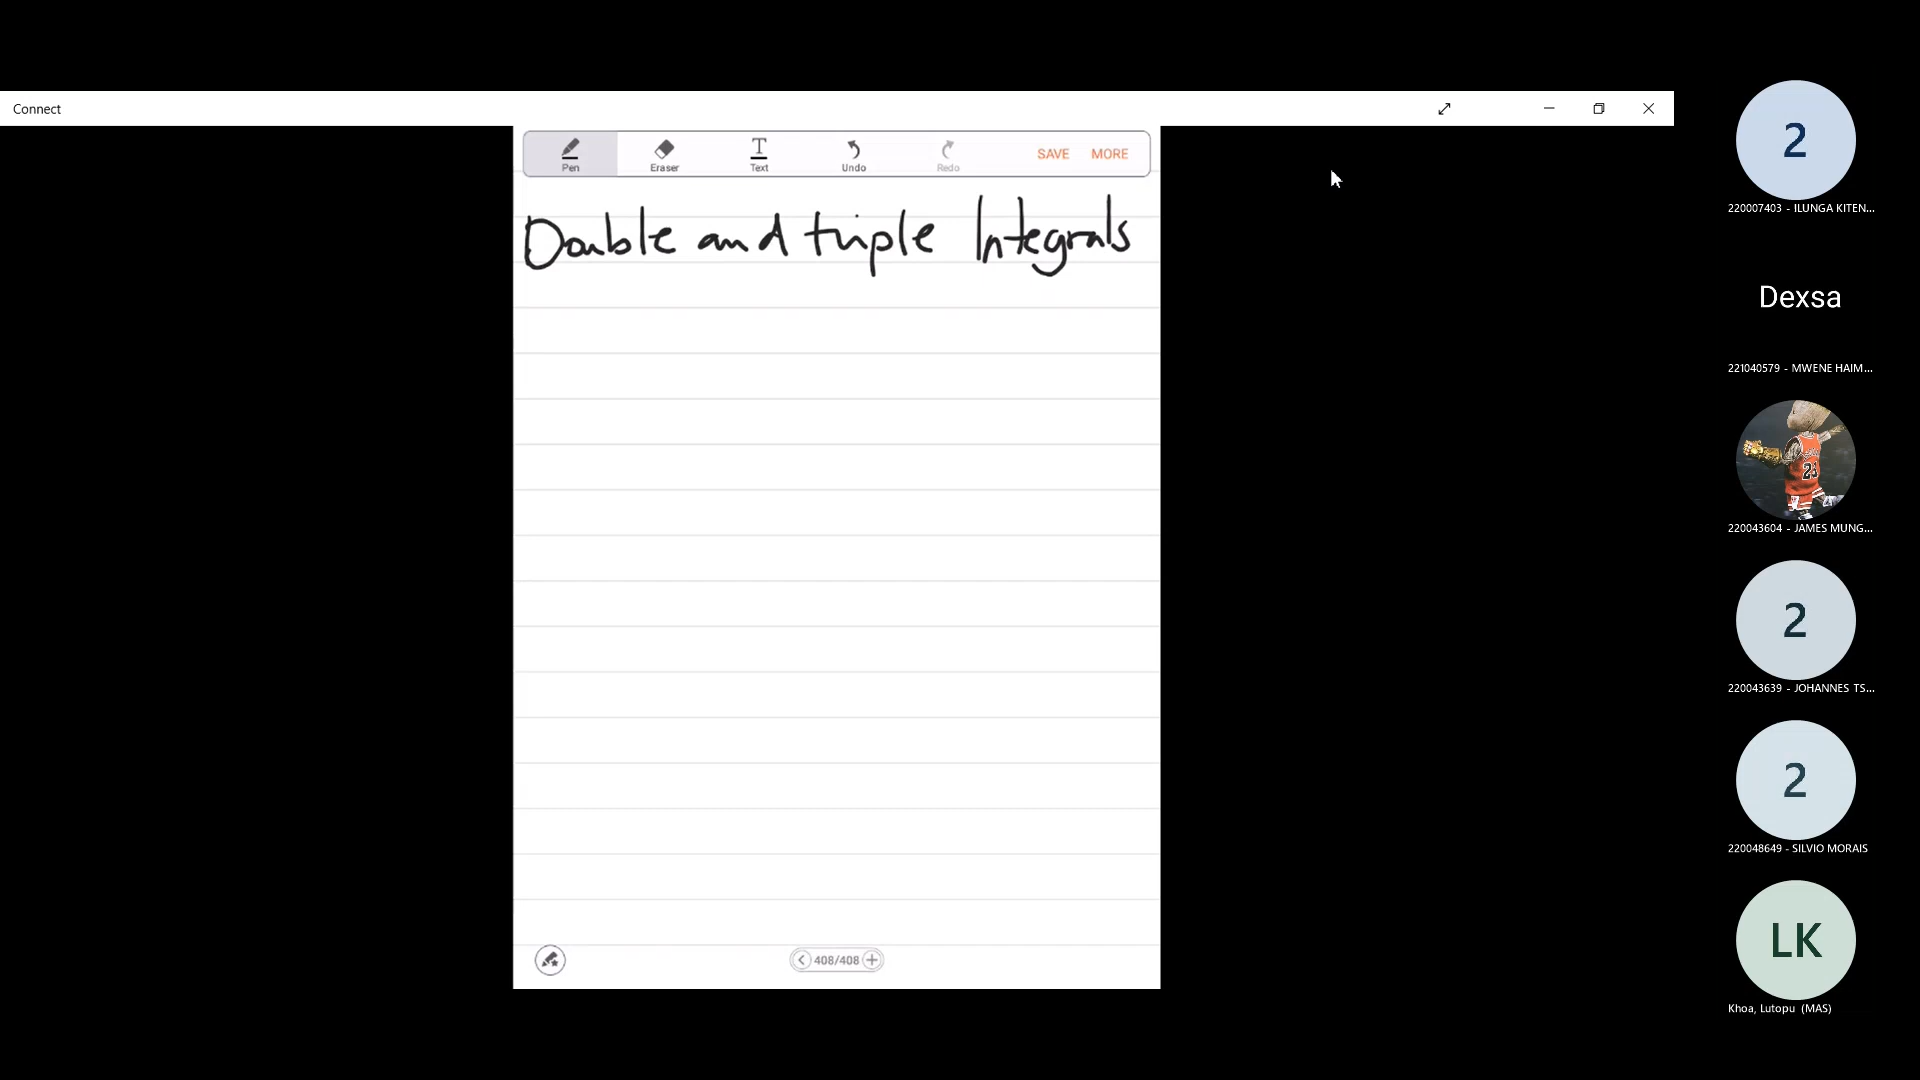 Connect
Pen
Eraser
Text
Undo
Redo
SAVE
MORE
Double and triple Integrals
408/408
2
220007403 - ILUNGA KITEN...
Dexsa
221040579 - MWENE HAIM...
23
220043604 - JAMES MUNG...
2
220043639 - JOHANNES TS...
2
220048649 - SILVIO MORAIS
LK
Khoa, Lutopu (MAS)